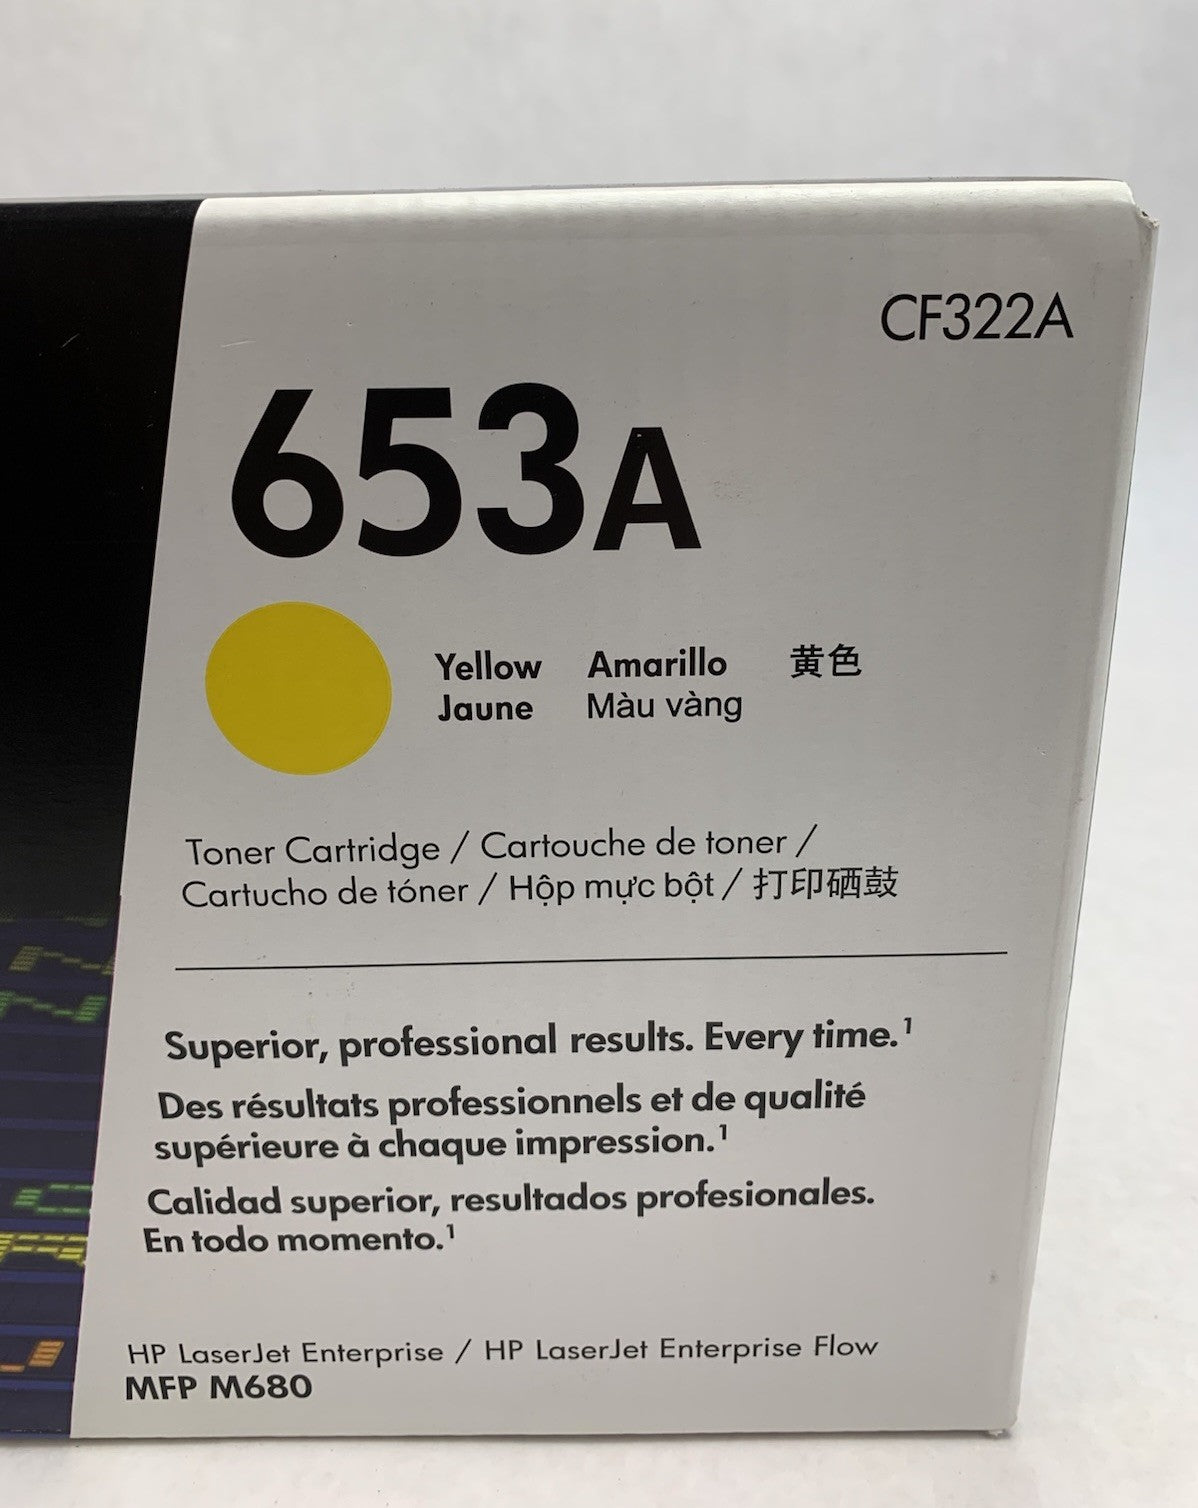 CF322A
653A
Yellow Amarillo 黄色
Jaune Màu vàng
Toner Cartridge / Cartouche de toner /
Cartucho de tóner / Hộp mực bột / 打印硒鼓
Superior, professional results. Every time.¹
Des résultats professionnels et de qualité
supérieure à chaque impression.¹
Calidad superior, resultados profesionales.
En todo momento.¹
HP LaserJet Enterprise / HP LaserJet Enterprise Flow
MFP M680